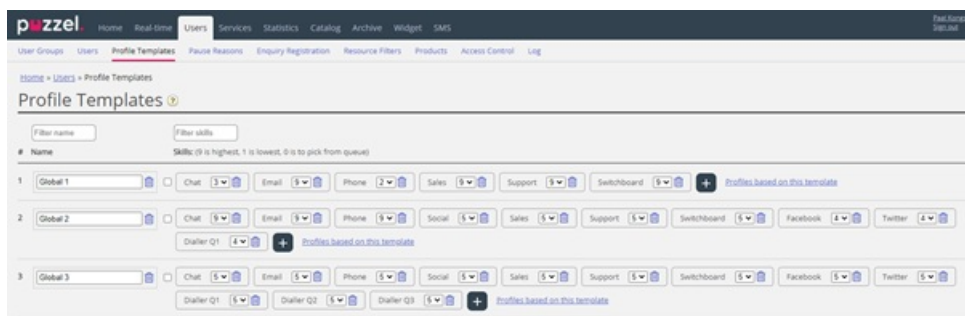 puzzel. Home Real-time Users Services Statistics Catalog Archive Widget SMS
Sign out
User Groups Users Profile Templates Pause Reasons Enquiry Registration Resource Filters Products Access Control Log
Home » Users » Profile Templates
Profile Templates ?
Filter name Filter skills
# Name Skills: (9 is highest, 1 is lowest, 0 is to pick from queue)
1 Global 1 Chat 3 Email 9 Phone 2 Sales 9 Support 9 Switchboard 9 + Profiles based on this template
2 Global 2 Chat 9 Email 9 Phone 9 Social 5 Sales 5 Support 5 Switchboard 5 Facebook 4 Twitter 4
Dialler Q1 4 + Profiles based on this template
3 Global 3 Chat 5 Email 5 Phone 5 Social 5 Sales 5 Support 5 Switchboard 5 Facebook 5 Twitter 5
Dialler Q1 5 Dialler Q2 5 Dialler Q3 5 + Profiles based on this template